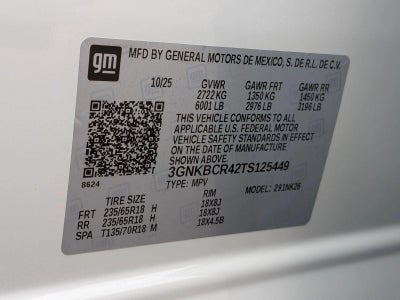 gm
MFD BY GENERAL MOTORS DE MEXICO, S. DE R.L. DE C.V.
10/25 GVWR GAWR FRT GAWR RR
2722 KG 1350 KG 1450 KG
6001 LB 2976 LB 3196 LB
THIS VEHICLE CONFORMS TO ALL APPLICABLE
U.S. FEDERAL MOTOR
VEHICLE SAFETY STANDARDS IN EFFECT
ON THE DATE OF MANUFACTURE
SHOWN ABOVE.
3GNKBCR42TS125449
8624
TYPE: MPV MODEL: 291NK26
TIRE SIZE RIM
FRT 235/65R18 H 18X8J
RR 235/65R18 H 18X8J
SPA T135/70R18 M 18X4.5B